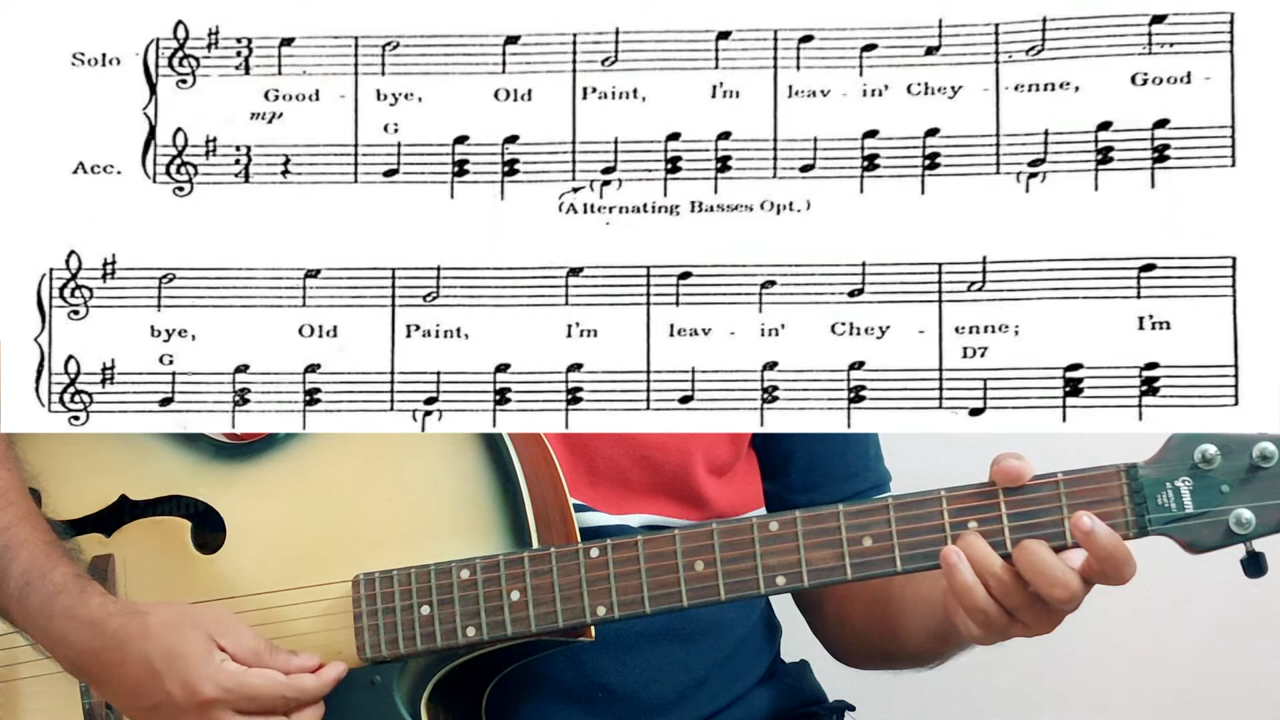 Solo
Good - bye, Old Paint, I'm leav - in' Chey - enne, Good -
mp
G
Acc.
(Alternating Basses Opt.)
bye, Old Paint, I'm leav - in' Chey - enne; I'm
G D7